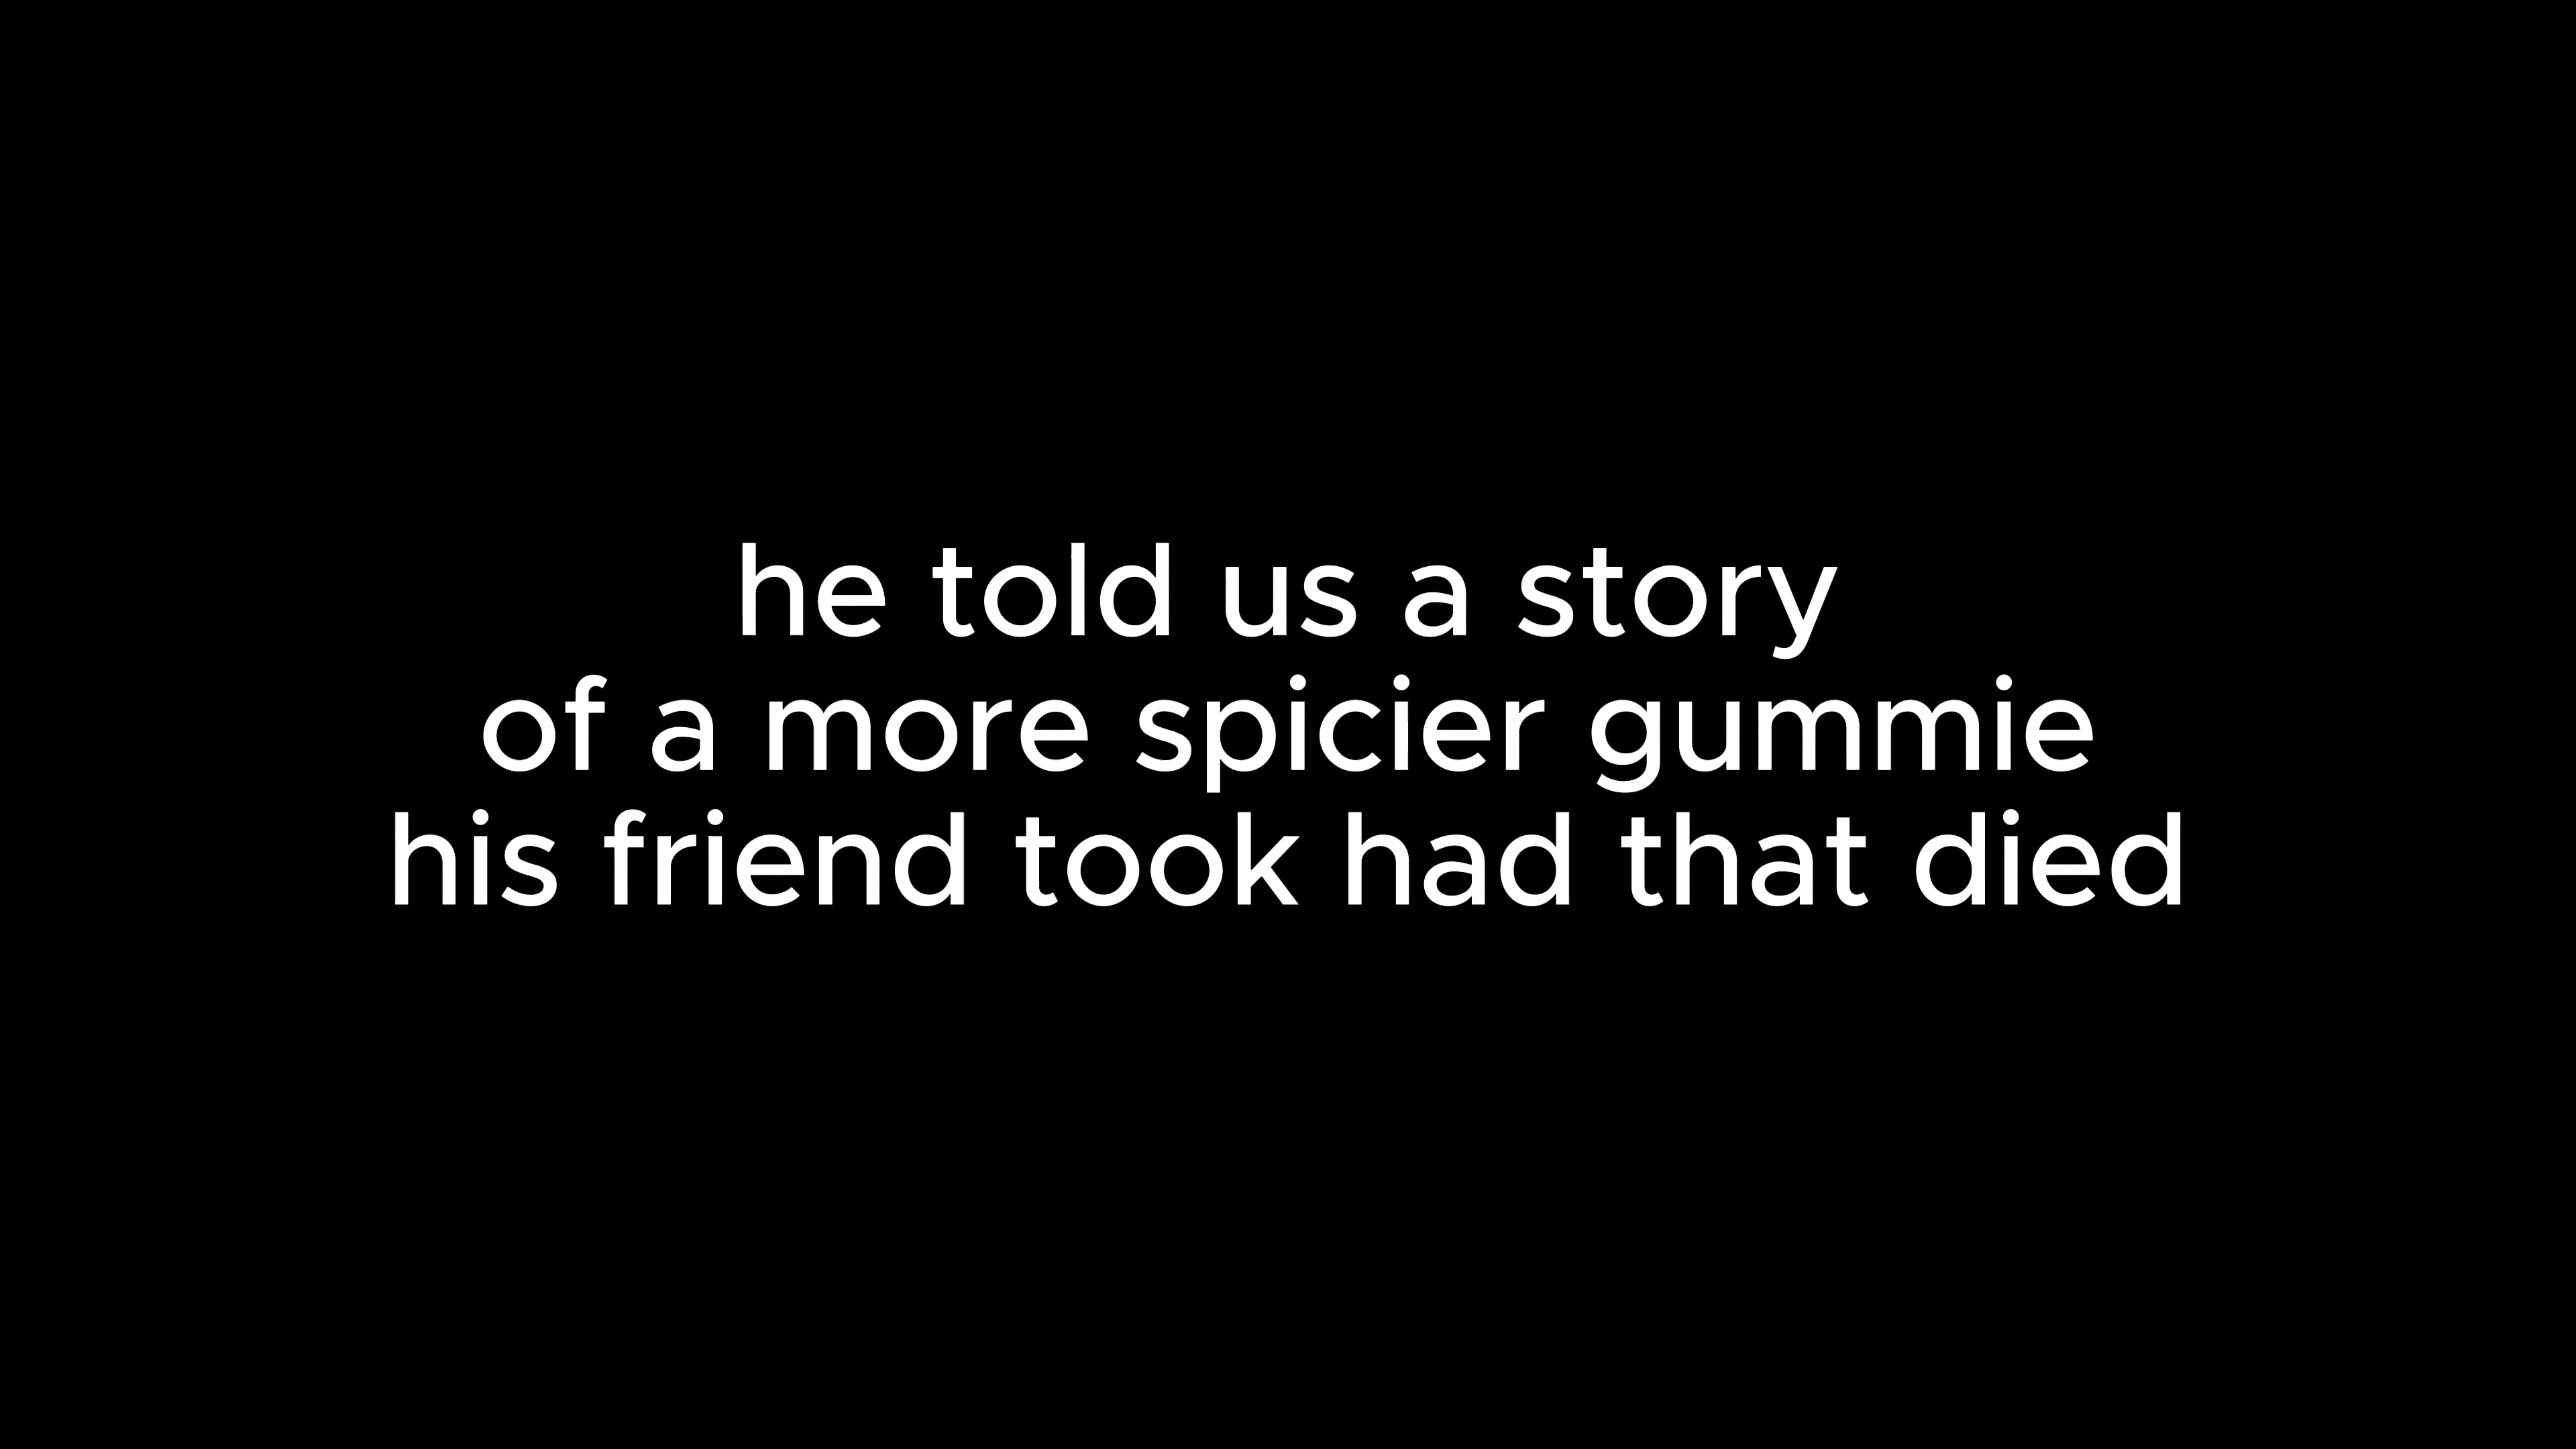 he told us a story
of a more spicier gummie
his friend took had that died